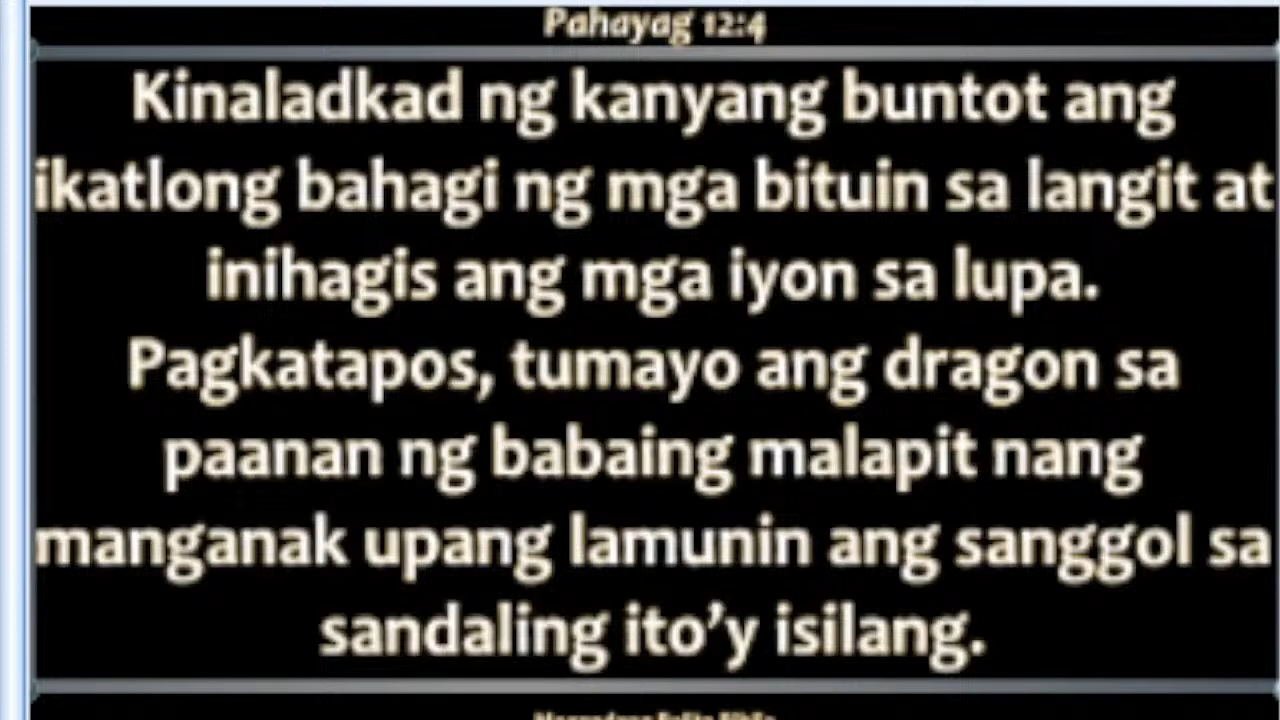 Pahayag 12:4
Kinaladkad ng kanyang buntot ang
ikatlong bahagi ng mga bituin sa langit at
inihagis ang mga iyon sa lupa.
Pagkatapos, tumayo ang dragon sa
paanan ng babaing malapit nang
manganak upang lamunin ang sanggol sa
sandaling ito’y isilang.